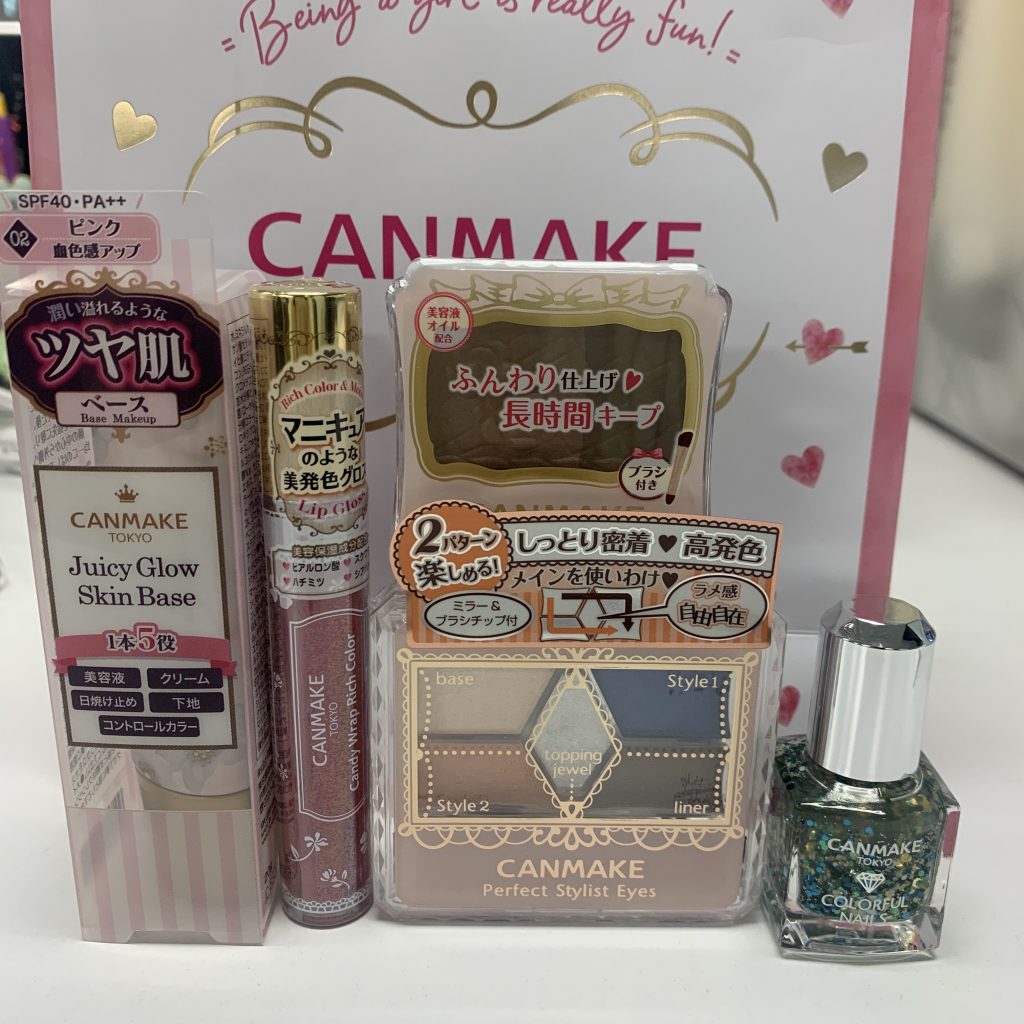 =Being a girl is really fun!=
CANMAKE
SPF40・PA++
02
ピンク
血色感アップ
潤い溢れるような
ツヤ肌
ベース
Base Makeup
CANMAKE
TOKYO
Juicy Glow
Skin Base
1本5役
美容液
クリーム
日焼け止め
下地
コントロールカラー
Rich Color &
マニキュア
のような
美発色グロス
Lip Gloss
美容保湿成分配
♥ヒアルロン酸
♥ハチミツ
CANMAKE
TOKYO
Candy Wrap Rich Color
美容液
オイル
配合
ふんわり仕上げ♥
長時間キープ
ブラシ
付き
CANMAKE
2パターン
楽しめる!
しっとり密着♥高発色
メインを使いわけ♥
ミラー&
ブラシチップ付
ラメ感
自由自在
base
Style1
topping
jewel
Style2
liner
CANMAKE
Perfect Stylist Eyes
CANMAKE
TOKYO
COLORFUL
NAILS